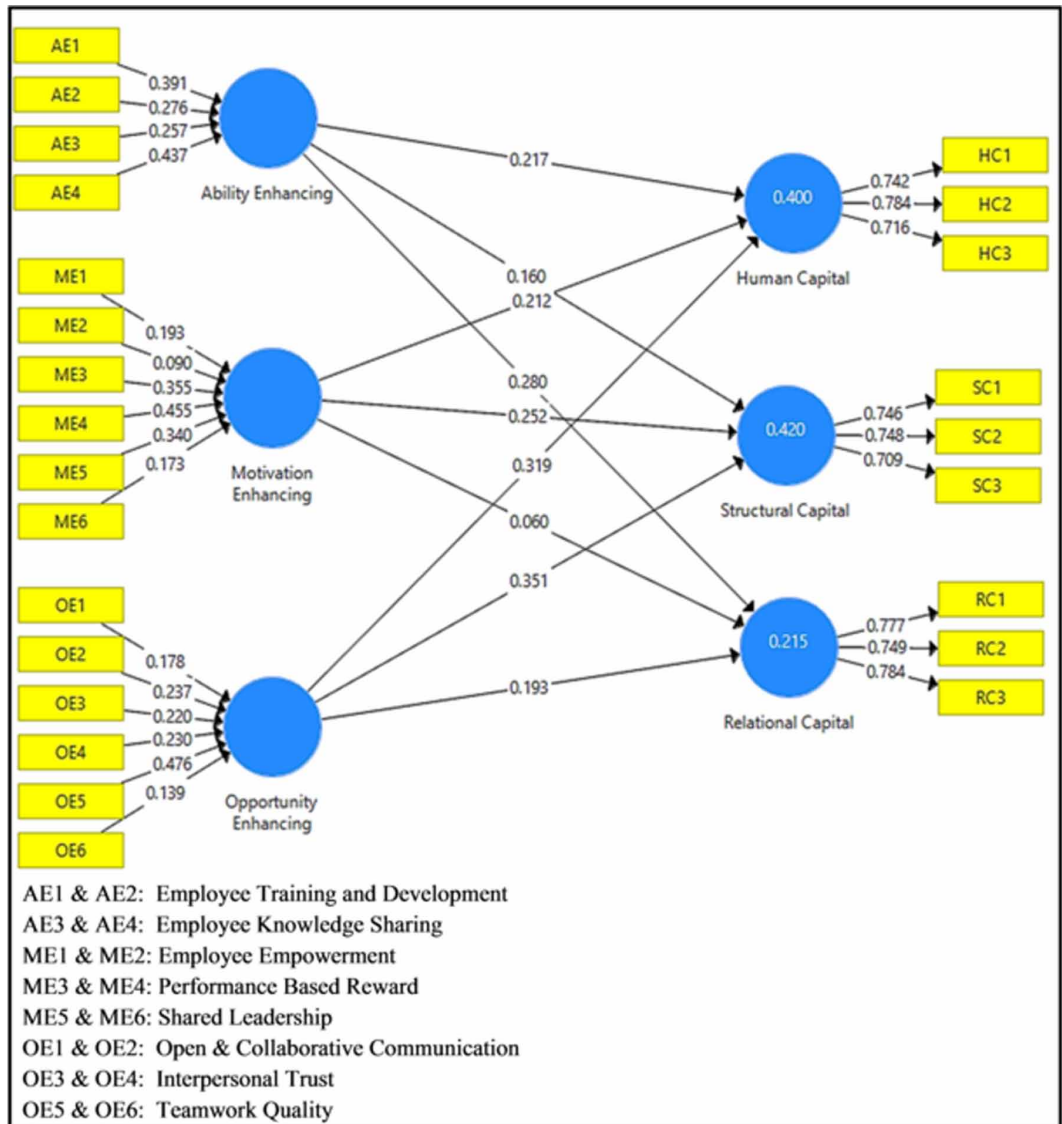 AE1
AE2
AE3
AE4
0.391
0.276
0.257
0.437
Ability Enhancing
ME1
ME2
ME3
ME4
ME5
ME6
0.193
0.090
0.355
0.455
0.340
0.173
Motivation
Enhancing
OE1
OE2
OE3
OE4
OE5
OE6
0.178
0.237
0.220
0.230
0.476
0.139
Opportunity
Enhancing
0.217
0.160
0.212
0.280
0.252
0.319
0.060
0.351
0.193
0.400
Human Capital
0.742
0.784
0.716
HC1
HC2
HC3
0.420
Structural Capital
0.746
0.748
0.709
SC1
SC2
SC3
0.215
Relational Capital
0.777
0.749
0.784
RC1
RC2
RC3
AE1 & AE2: Employee Training and Development
AE3 & AE4: Employee Knowledge Sharing
ME1 & ME2: Employee Empowerment
ME3 & ME4: Performance Based Reward
ME5 & ME6: Shared Leadership
OE1 & OE2: Open & Collaborative Communication
OE3 & OE4: Interpersonal Trust
OE5 & OE6: Teamwork Quality